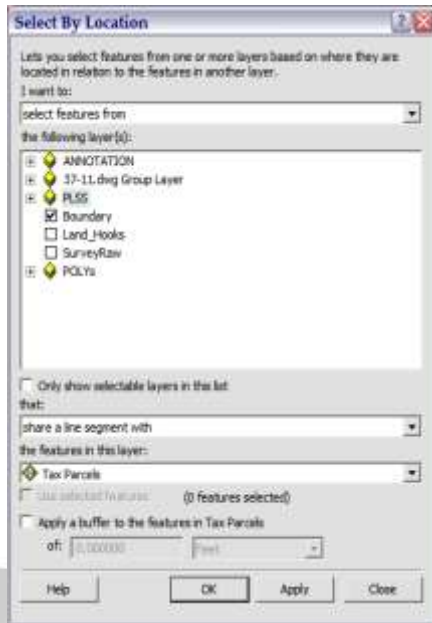 Select By Location
Lets you select features from one or more layers based on where they are
located in relation to the features in another layer.
I want to:
select features from
the following layer(s):
ANNOTATION
37-11.dwg Group Layer
PLSS
Boundary
Land_Hooks
SurveyRaw
POLYs
Only show selectable layers in this list
that:
share a line segment with
the features in this layer:
Tax Parcels
Use selected features (0 features selected)
Apply a buffer to the features in Tax Parcels
of: 0.000000 Feet
Help OK Apply Close